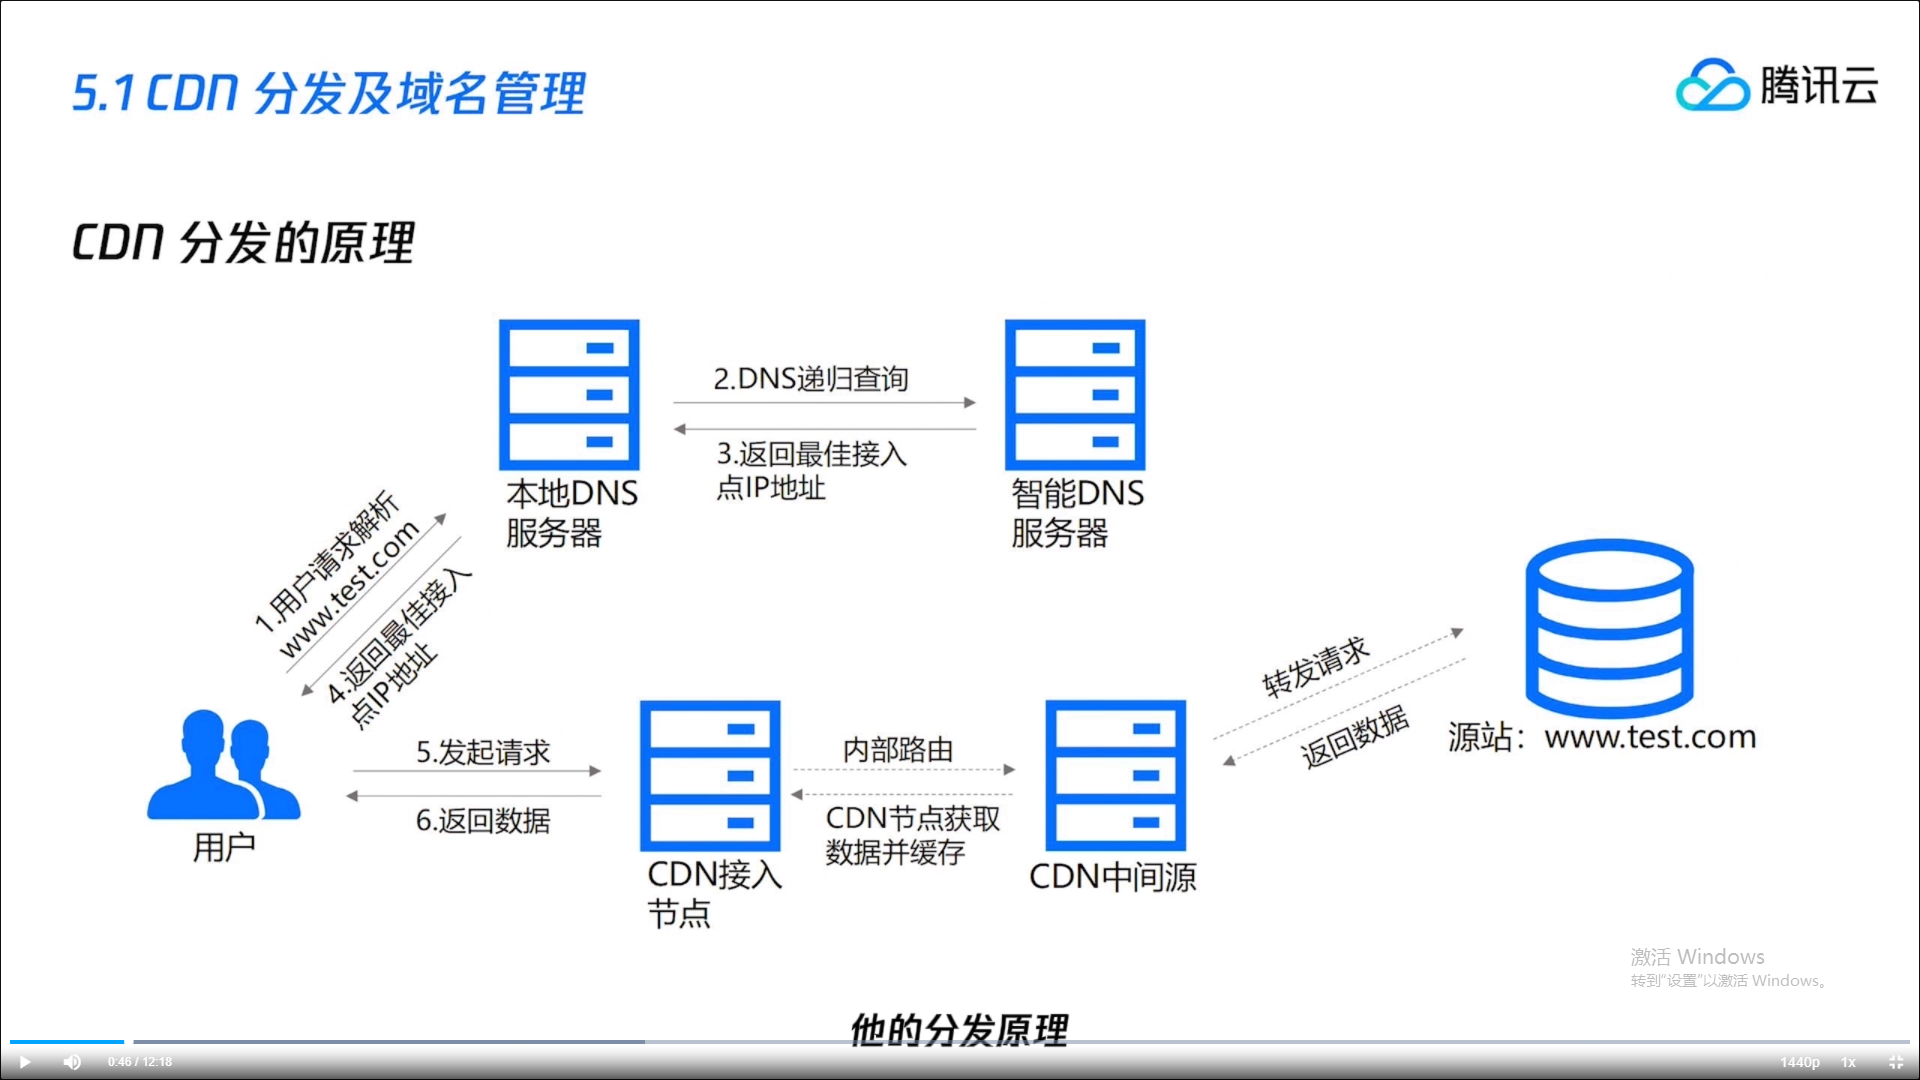 5.1 CDN 分发及域名管理
腾讯云
CDN 分发的原理
2.DNS递归查询
3.返回最佳接入
点IP地址
本地DNS
服务器
智能DNS
服务器
1.用户请求解析
www.test.com
4.返回最佳接入
点IP地址
转发请求
返回数据
源站：www.test.com
5.发起请求
6.返回数据
内部路由
CDN节点获取
数据并缓存
用户
CDN接入
节点
CDN中间源
激活 Windows
转到“设置”以激活 Windows。
他的分发原理
0:46 / 12:18
1440p
1x